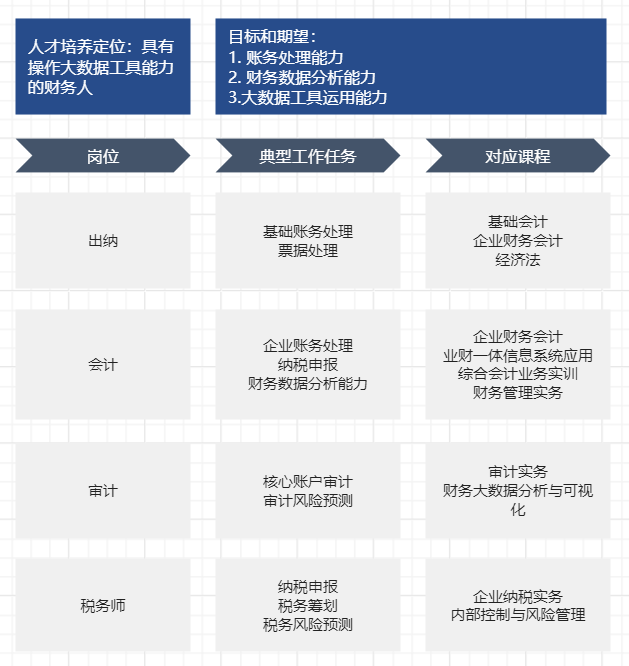 人才培养定位：具有
操作大数据工具能力
的财务人
目标和期望：
1. 账务处理能力
2. 财务数据分析能力
3.大数据工具运用能力
岗位
典型工作任务
对应课程
出纳
基础账务处理
票据处理
基础会计
企业财务会计
经济法
会计
企业账务处理
纳税申报
财务数据分析能力
企业财务会计
业财一体信息系统应用
综合会计业务实训
财务管理实务
审计
核心账户审计
审计风险预测
审计实务
财务大数据分析与可视
化
税务师
纳税申报
税务筹划
税务风险预测
企业纳税实务
内部控制与风险管理